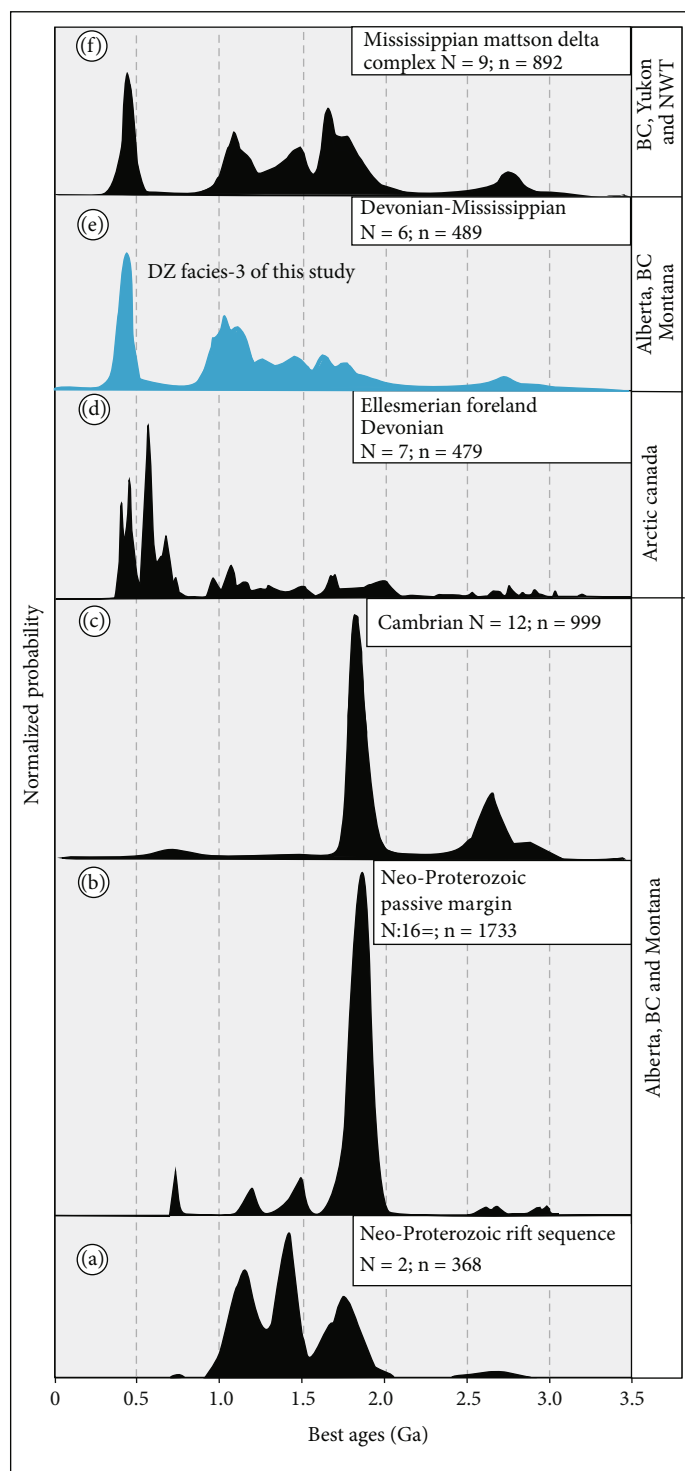 (f)
Mississippian mattson delta
complex N = 9; n = 892
BC, Yukon
and NWT
(e)
Devonian-Mississippian
N = 6; n = 489
DZ facies-3 of this study
Alberta, BC
Montana
(d)
Ellesmerian foreland
Devonian
N = 7; n = 479
Arctic canada
(c)
Cambrian N = 12; n = 999
Normalized probability
(b)
Neo-Proterozoic
passive margin
N:16=; n = 1733
Alberta, BC and Montana
(a)
Neo-Proterozoic rift sequence
N = 2; n = 368
0 0.5 1.0 1.5 2.0 2.5 3.0 3.5
Best ages (Ga)